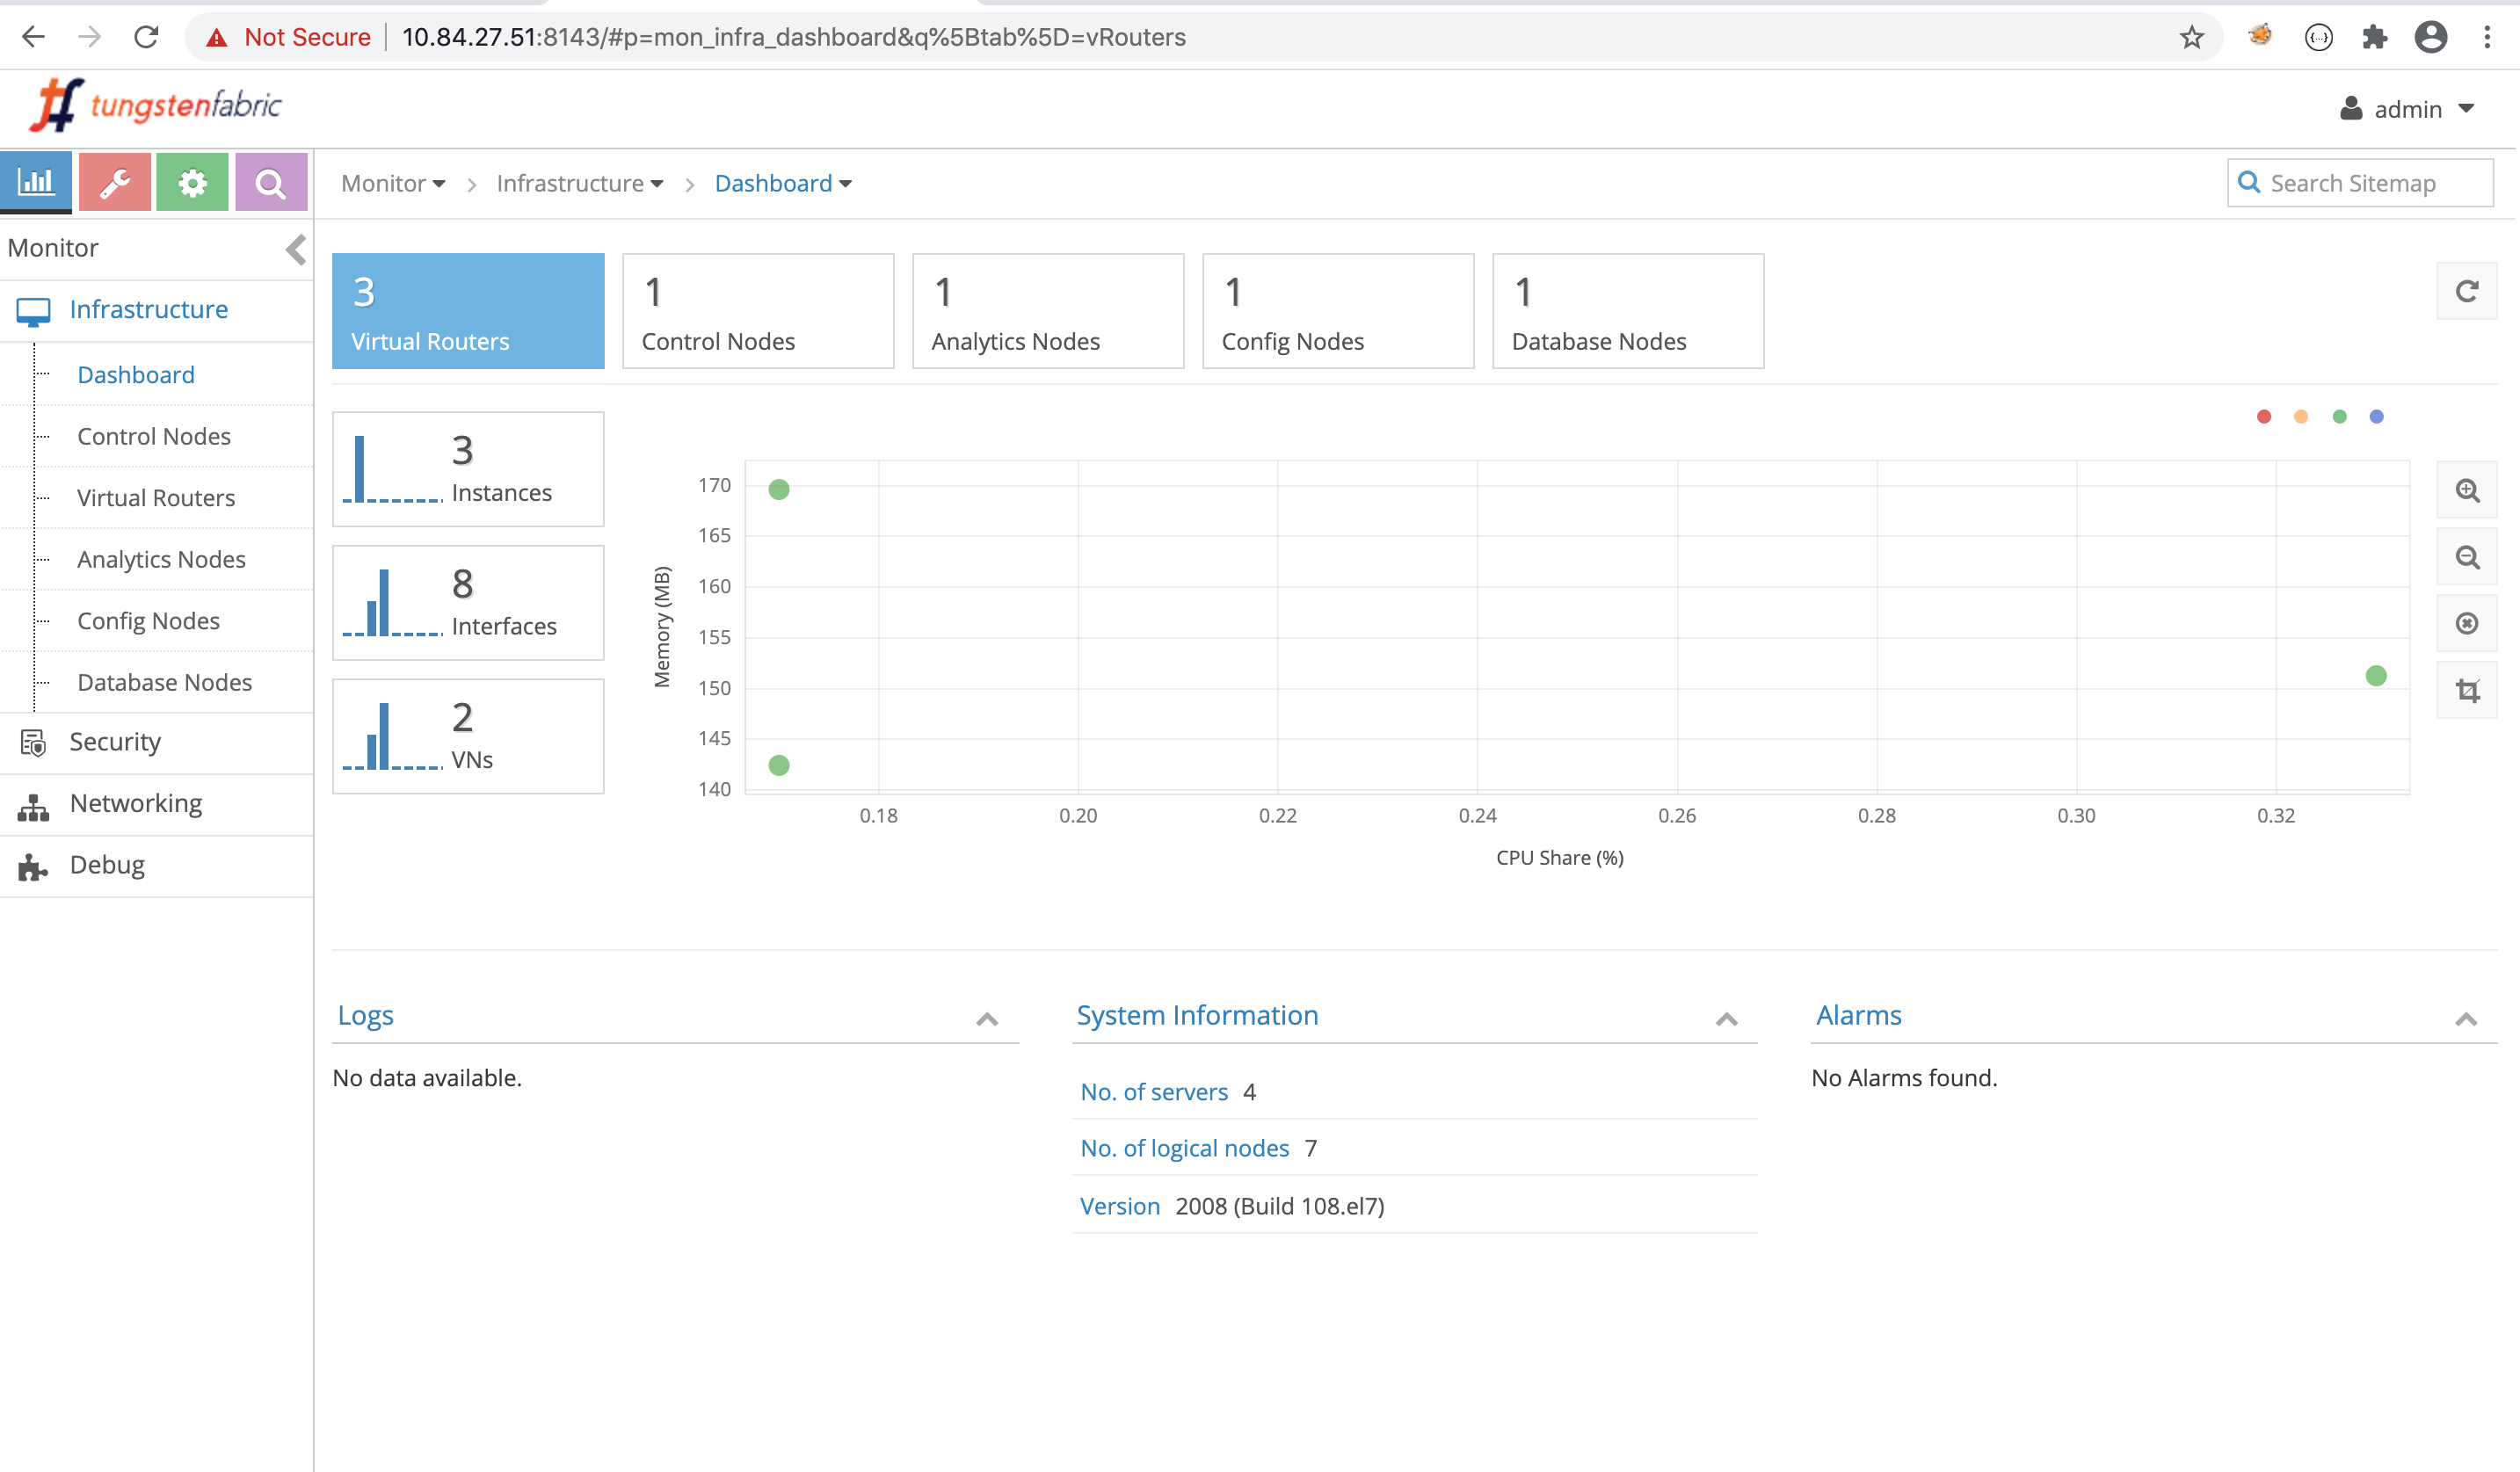 Not Secure 10.84.27.51:8143/#p=mon_infra_dashboard&q%5Btab%5D=vRouters
tungstenfabric
admin
Monitor Infrastructure Dashboard
Search Sitemap
Monitor
Infrastructure
Dashboard
Control Nodes
Virtual Routers
Analytics Nodes
Config Nodes
Database Nodes
Security
Networking
Debug
3
Virtual Routers
1
Control Nodes
1
Analytics Nodes
1
Config Nodes
1
Database Nodes
3
Instances
8
Interfaces
2
VNs
Memory (MB)
170
165
160
155
150
145
140
0.18 0.20 0.22 0.24 0.26 0.28 0.30 0.32
CPU Share (%)
Logs
No data available.
System Information
No. of servers 4
No. of logical nodes 7
Version 2008 (Build 108.el7)
Alarms
No Alarms found.